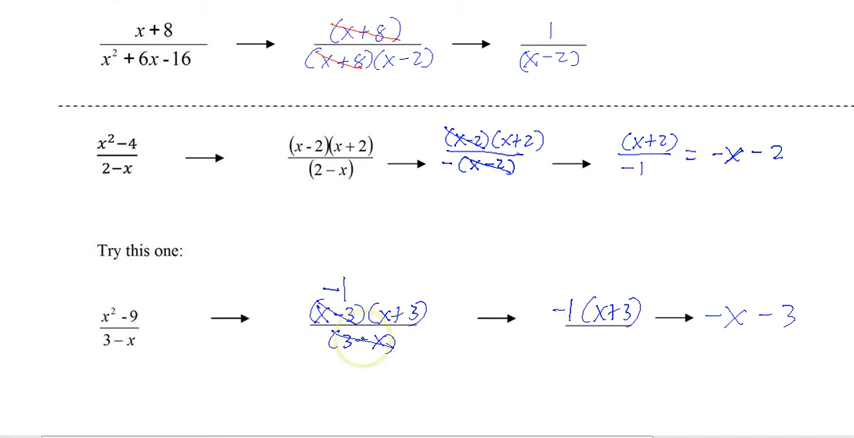 (x + 8)/(x² + 6x - 16) → (x+8)/((x+8)(x-2)) → 1/(x-2)
(x² − 4)/(2 − x) → ((x - 2)(x + 2))/(2 − x) → ((x-2)(x+2))/(-(x-2)) → (x+2)/-1 = -x - 2
Try this one:
(x² - 9)/(3 − x) → -1 ((x-3)(x+3))/(3-x) → -1(x+3) → -x - 3